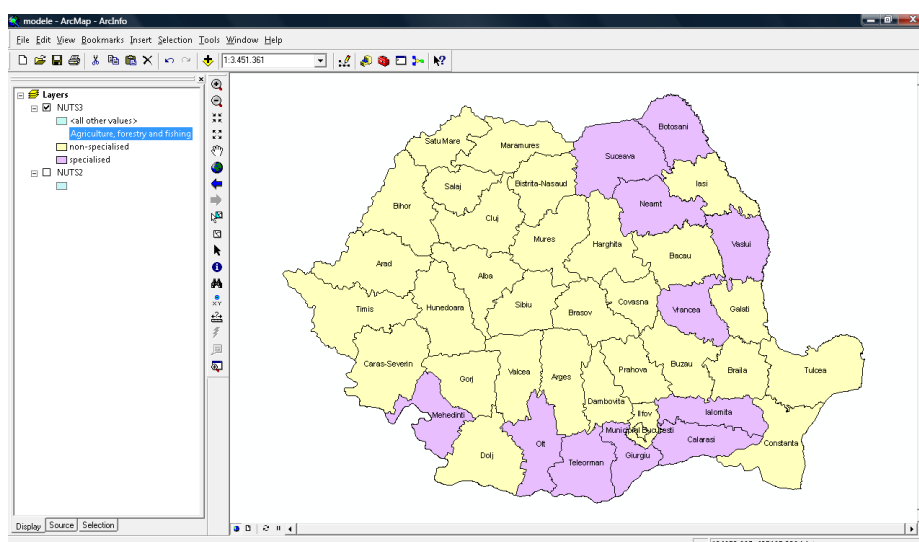 modele - ArcMap - ArcInfo
File Edit View Bookmarks Insert Selection Tools Window Help
1:3.451.361
Layers
NUTS3
<all other values>
Agriculture, forestry and fishing
non-specialised
specialised
NUTS2
Display Source Selection
Botosani
Satu Mare
Maramures
Suceava
Iasi
Salaj
Bistrita-Nasaud
Neamt
Bihor
Cluj
Mures
Harghita
Vaslui
Bacau
Arad
Alba
Timis
Hunedoara
Sibiu
Brasov
Covasna
Vrancea
Galati
Caras-Severin
Gorj
Valcea
Arges
Prahova
Buzau
Braila
Tulcea
Dambovita
Ilfov
Ialomita
Mehedinti
Municipiul Bucuresti
Calarasi
Constanta
Olt
Dolj
Teleorman
Giurgiu